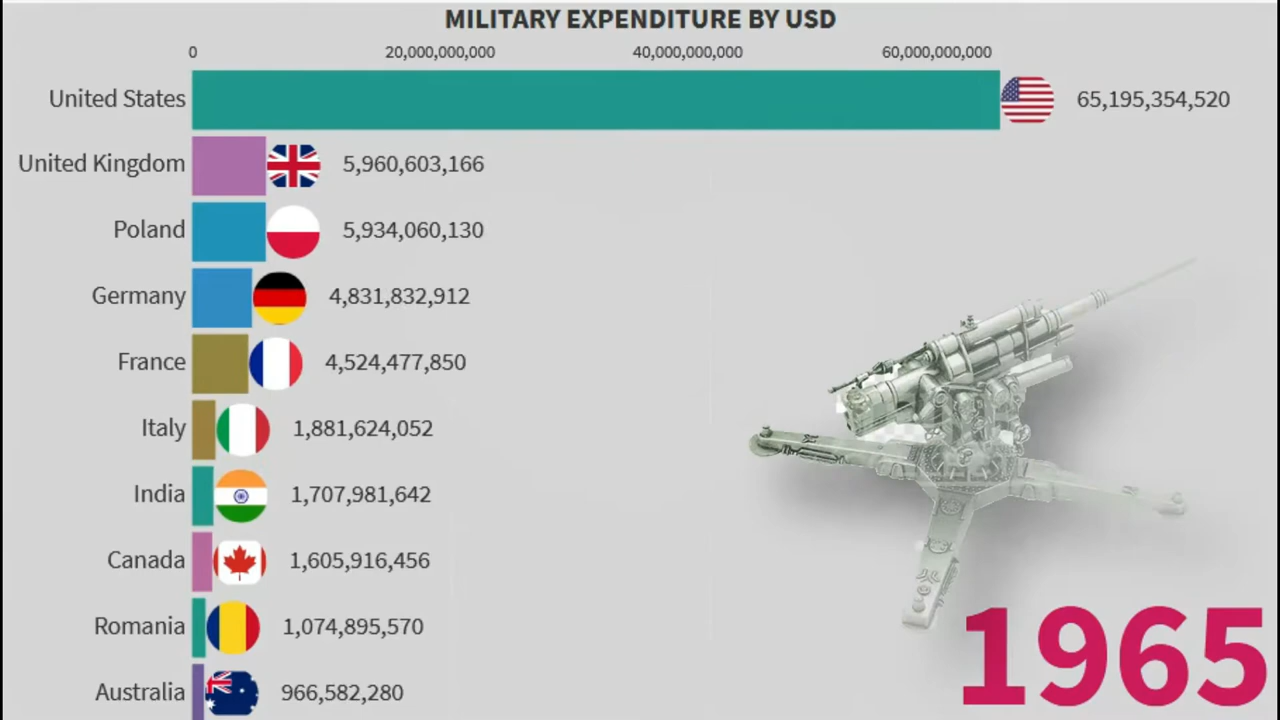 MILITARY EXPENDITURE BY USD
0 20,000,000,000 40,000,000,000 60,000,000,000
United States 65,195,354,520
United Kingdom 5,960,603,166
Poland 5,934,060,130
Germany 4,831,832,912
France 4,524,477,850
Italy 1,881,624,052
India 1,707,981,642
Canada 1,605,916,456
Romania 1,074,895,570
Australia 966,582,280
1965